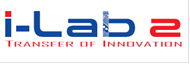 i-Lab 2
TRANSFER OF INNOVATION